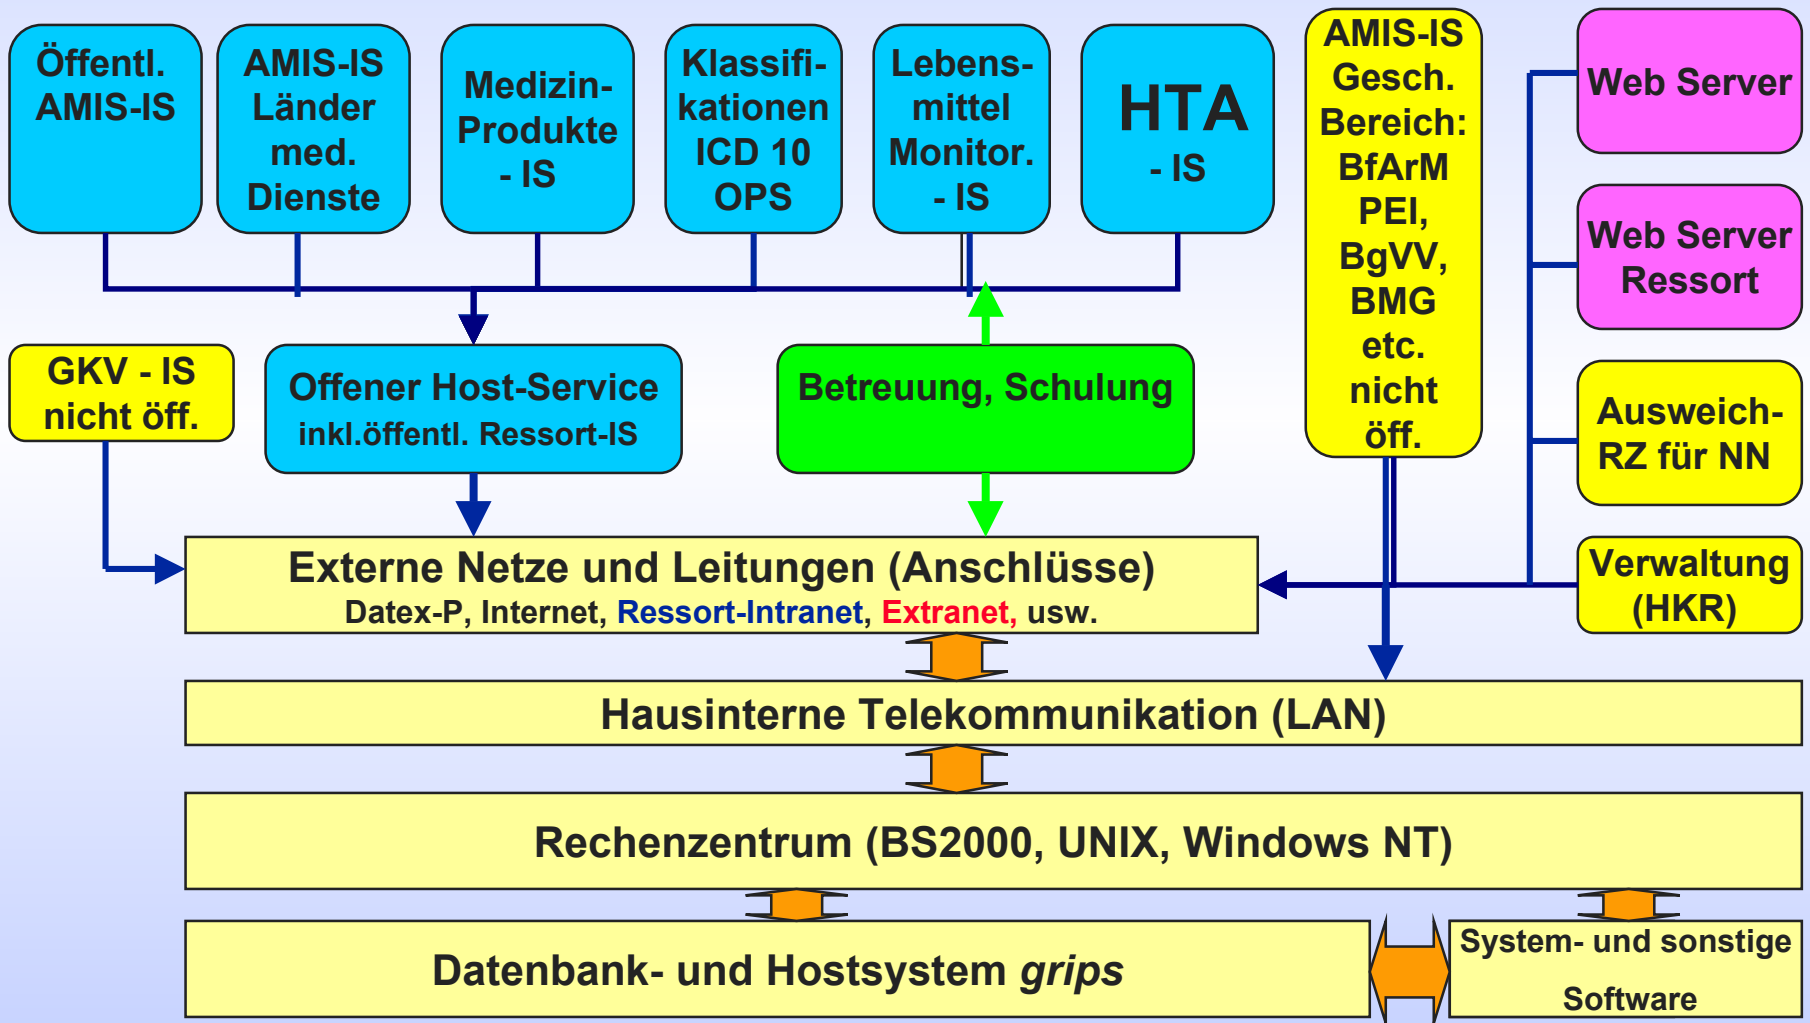 Öffentl.
AMIS-IS
AMIS-IS
Länder
med.
Dienste
Medizin-
Produkte
- IS
Klassifi-
kationen
ICD 10
OPS
Lebens-
mittel
Monitor.
- IS
HTA
- IS
AMIS-IS
Gesch.
Bereich:
BfArM
PEI,
BgVV,
BMG
etc.
nicht
öff.
Web Server
Web Server
Ressort
Ausweich-
RZ für NN
Verwaltung
(HKR)
GKV - IS
nicht öff.
Offener Host-Service
inkl.öffentl. Ressort-IS
Betreuung, Schulung
Externe Netze und Leitungen (Anschlüsse)
Datex-P, Internet, Ressort-Intranet, Extranet, usw.
Hausinterne Telekommunikation (LAN)
Rechenzentrum (BS2000, UNIX, Windows NT)
Datenbank- und Hostsystem grips
System- und sonstige
Software